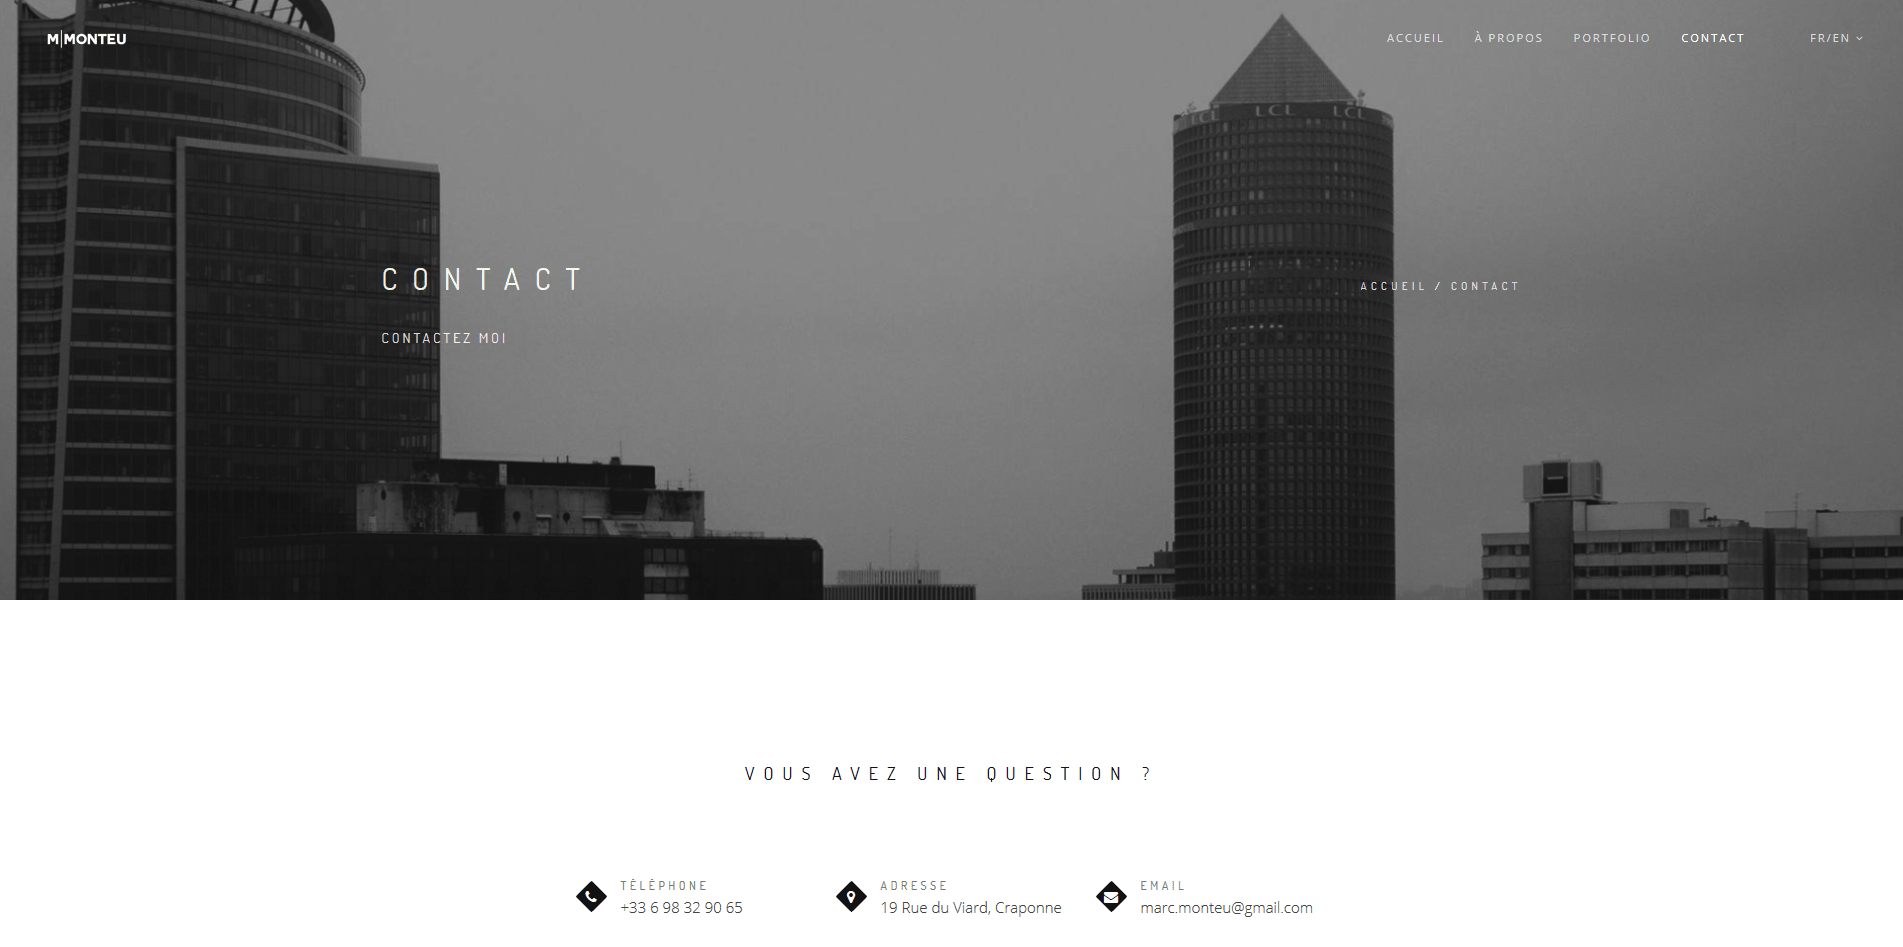 M|MONTEU
ACCUEIL À PROPOS PORTFOLIO CONTACT FR/EN
LCL LCL LCL
CONTACT
ACCUEIL / CONTACT
CONTACTEZ MOI
VOUS AVEZ UNE QUESTION ?
TÉLÉPHONE
+33 6 98 32 90 65
ADRESSE
19 Rue du Viard, Craponne
EMAIL
marc.monteu@gmail.com